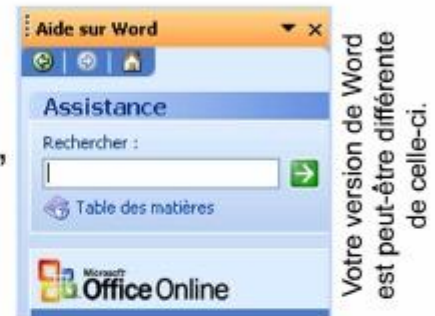 Aide sur Word
Assistance
Rechercher :
Table des matières
Microsoft
Office Online
Votre version de Word
est peut-être différente
de celle-ci.
,